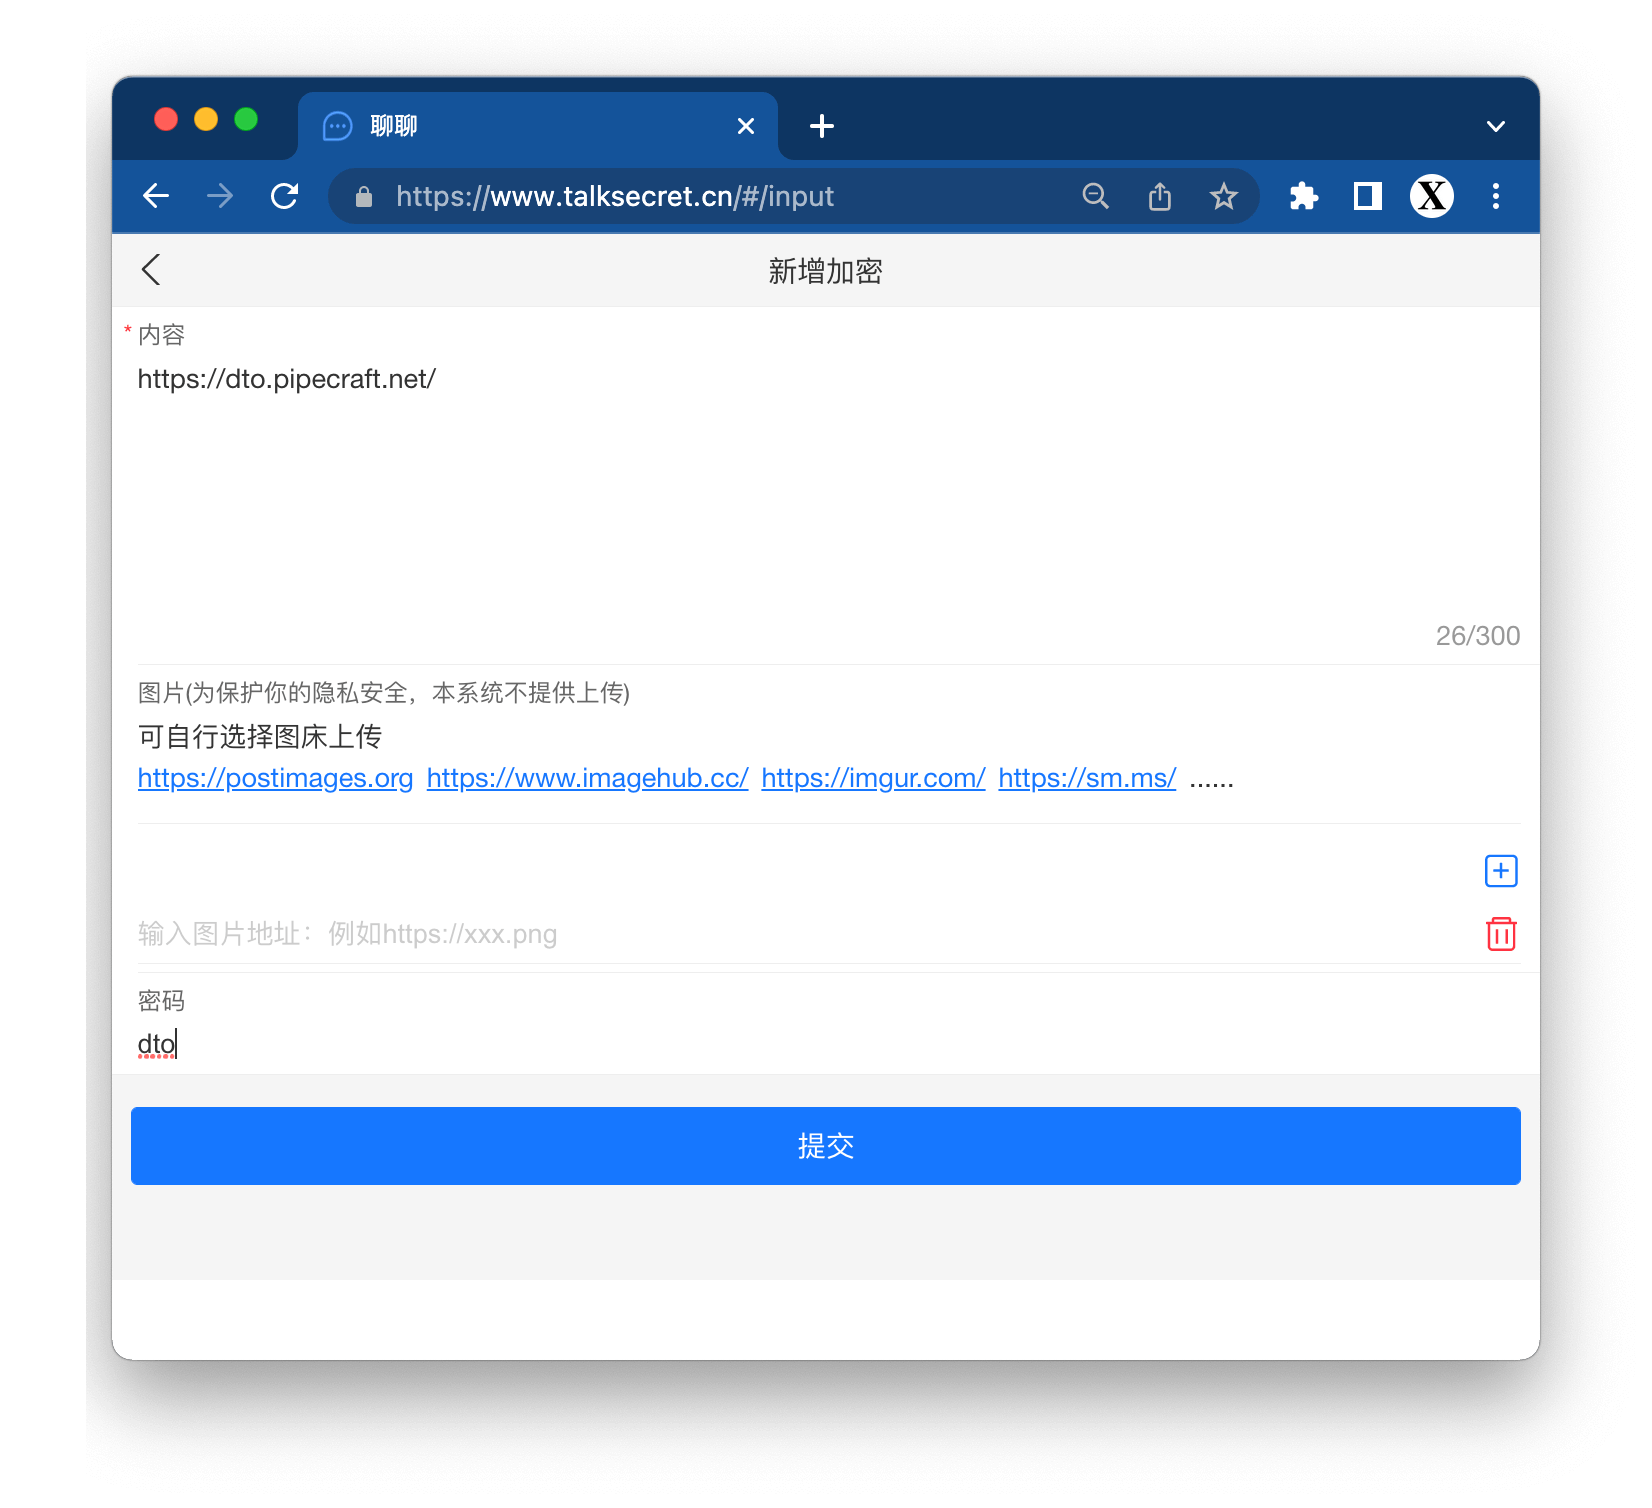 聊聊
https://www.talksecret.cn/#/input
X
新增加密
* 内容
https://dto.pipecraft.net/
26/300
图片(为保护你的隐私安全，本系统不提供上传)
可自行选择图床上传
https://postimages.org https://www.imagehub.cc/ https://imgur.com/ https://sm.ms/ ......
输入图片地址：例如https://xxx.png
密码
dto
提交